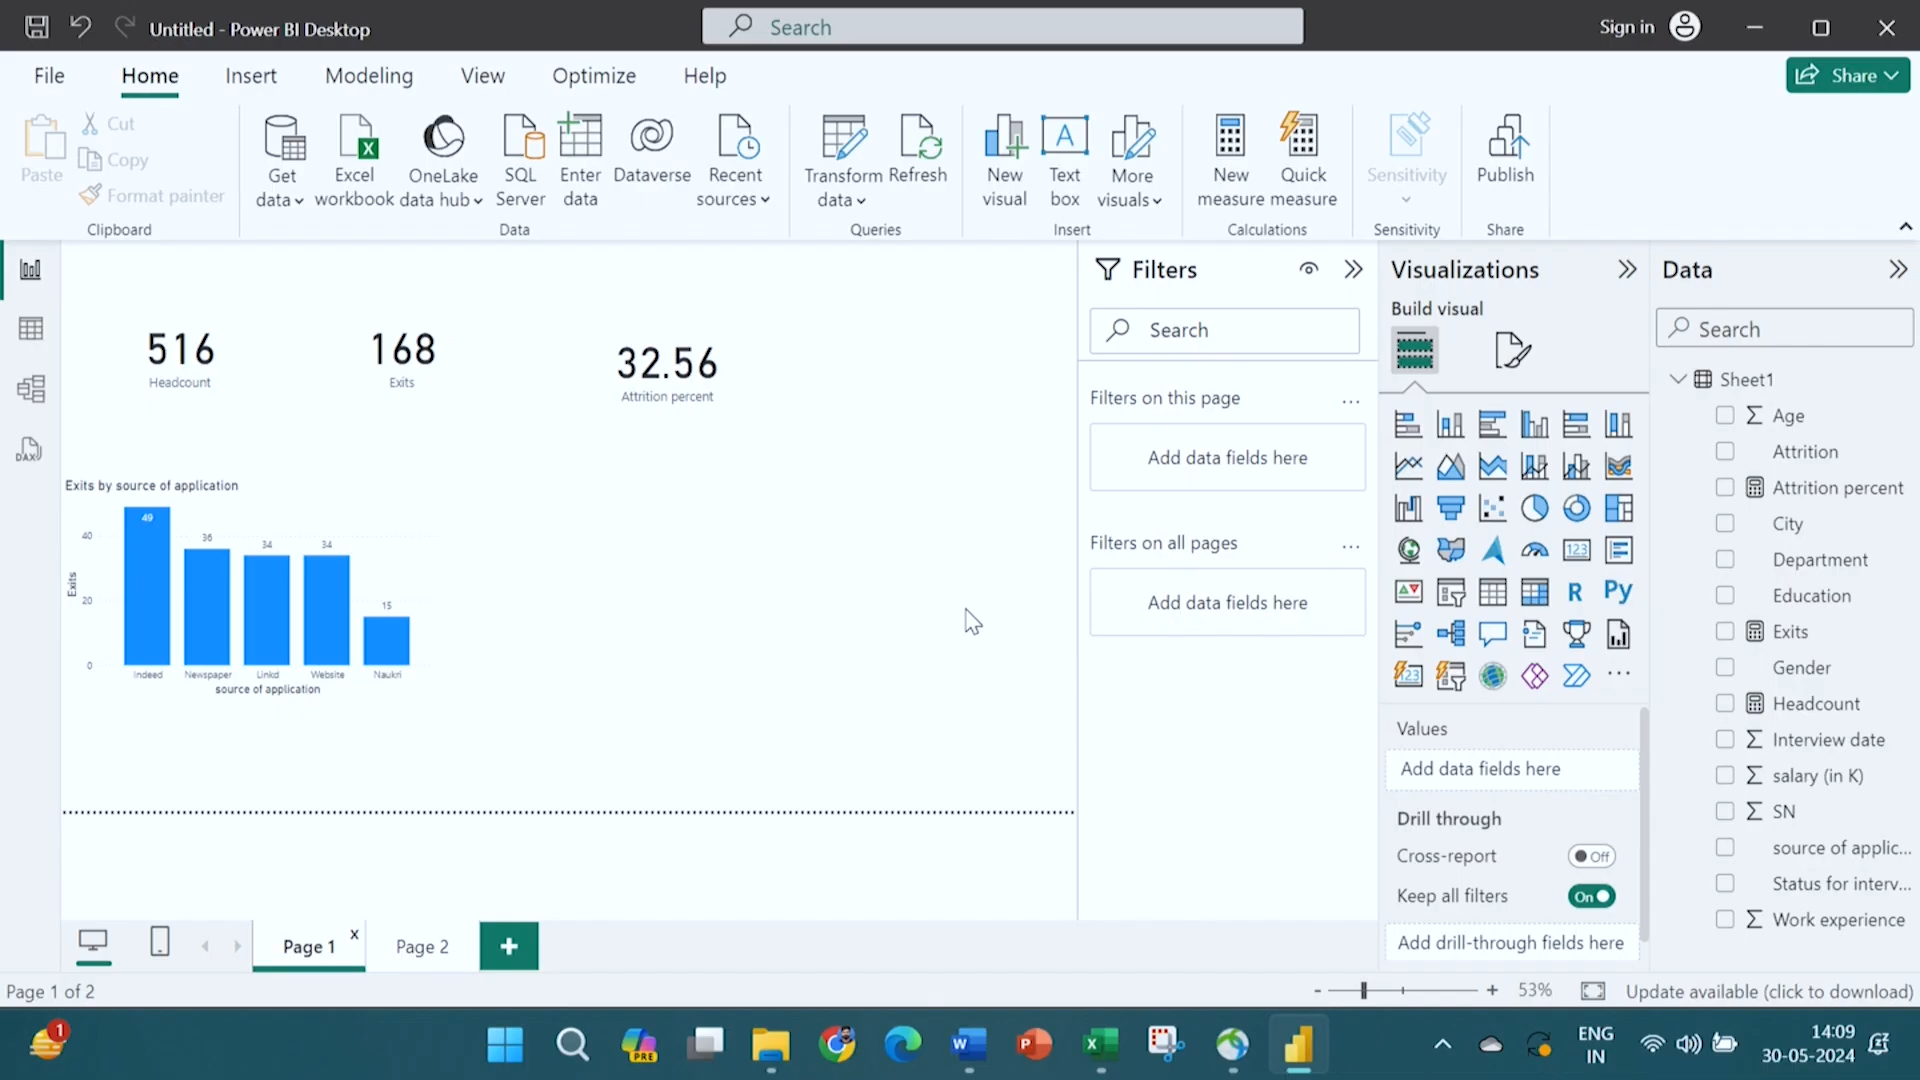 Untitled - Power BI Desktop
Search
Sign in
File
Home
Insert
Modeling
View
Optimize
Help
Share
Paste
Cut
Copy
Format painter
Clipboard
Get data
Excel workbook
OneLake data hub
SQL Server
Enter data
Dataverse
Recent sources
Data
Transform data
Refresh
Queries
New visual
Text box
More visuals
Insert
New measure
Quick measure
Calculations
Sensitivity
Sensitivity
Publish
Share
DAX
516
Headcount
168
Exits
32.56
Attrition percent
Exits by source of application
Exits
40
20
0
49
36
34
34
15
Indeed
Newspaper
Linkd
Website
Naukri
source of application
Filters
Search
Filters on this page
...
Add data fields here
Filters on all pages
...
Add data fields here
Visualizations
Build visual
123
R
Py
123
...
Values
Add data fields here
Drill through
Cross-report
Off
Keep all filters
On
Add drill-through fields here
Data
Search
Sheet1
Age
Attrition
Attrition percent
City
Department
Education
Exits
Gender
Headcount
Interview date
salary (in K)
SN
source of applic...
Status for interv...
Work experience
Page 1
x
Page 2
+
Page 1 of 2
- +
53%
Update available (click to download)
1
PRE
W
P
X
ENG
IN
14:09
30-05-2024